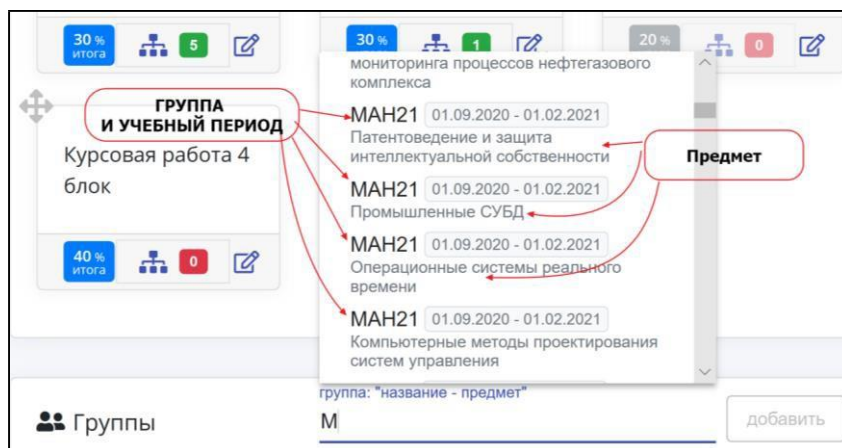 30 %
итога
5
30 %
1
20 %
0
мониторинга процессов нефтегазового
комплекса
ГРУППА
И УЧЕБНЫЙ ПЕРИОД
МАН21 01.09.2020 - 01.02.2021
Патентоведение и защита
интеллектуальной собственности
Предмет
Курсовая работа 4
блок
МАН21 01.09.2020 - 01.02.2021
Промышленные СУБД
МАН21 01.09.2020 - 01.02.2021
Операционные системы реального
времени
40 %
итога
0
МАН21 01.09.2020 - 01.02.2021
Компьютерные методы проектирования
систем управления
группа: "название - предмет"
Группы
М
добавить